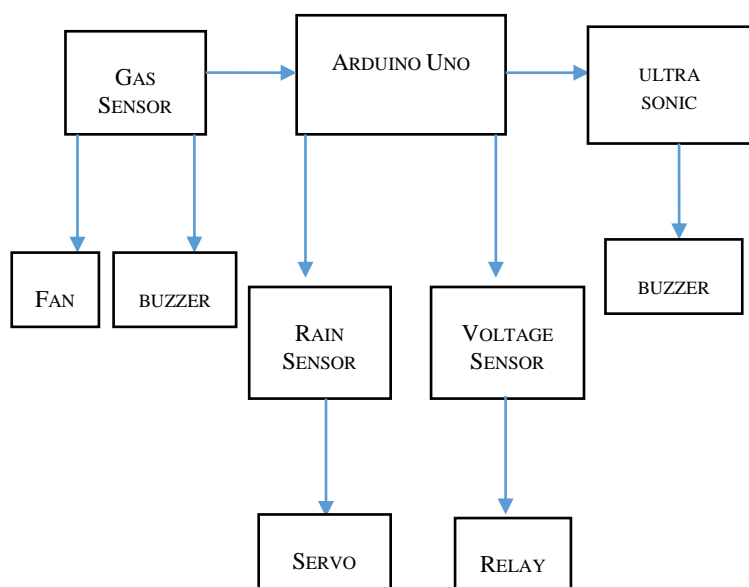 GAS
SENSOR
ARDUINO UNO
ULTRA
SONIC
FAN
BUZZER
RAIN
SENSOR
VOLTAGE
SENSOR
BUZZER
SERVO
RELAY